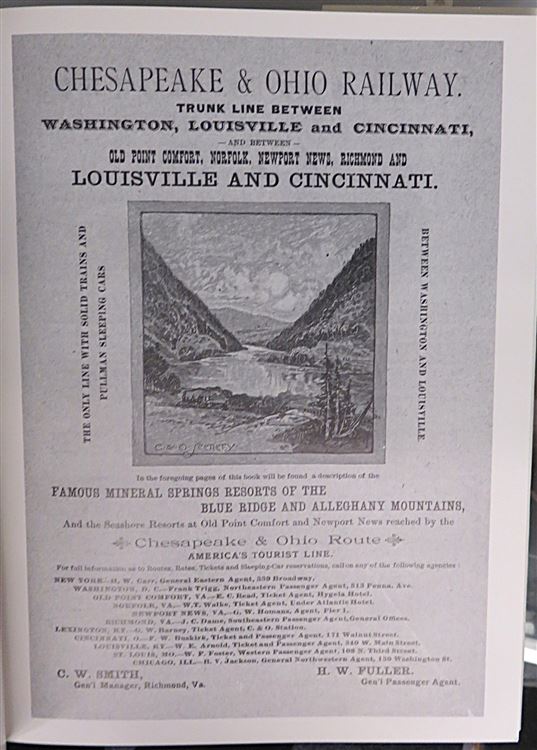 CHESAPEAKE & OHIO RAILWAY.
TRUNK LINE BETWEEN
WASHINGTON, LOUISVILLE and CINCINNATI,
—AND BETWEEN—
OLD POINT COMFORT, NORFOLK, NEWPORT NEWS, RICHMOND AND
LOUISVILLE AND CINCINNATI.
THE ONLY LINE WITH SOLID TRAINS AND
PULLMAN SLEEPING CARS
BETWEEN WASHINGTON AND LOUISVILLE
C & O SCENERY
In the foregoing pages of this book will be found a description of the
FAMOUS MINERAL SPRINGS RESORTS OF THE
BLUE RIDGE AND ALLEGHANY MOUNTAINS,
And the Seashore Resorts at Old Point Comfort and Newport News reached by the
Chesapeake & Ohio Route
AMERICA'S TOURIST LINE.
For full information as to Routes, Rates, Tickets and Sleeping-Car reservations, call on any of the following agencies:
NEW YORK—H. W. Carr, General Eastern Agent, 339 Broadway.
WASHINGTON, D. C.—Frank Trigg, Northeastern Passenger Agent, 513 Penna. Ave.
OLD POINT COMFORT, VA.—E. C. Read, Ticket Agent, Hygeia Hotel.
NORFOLK, VA.—W. T. Walke, Ticket Agent, Under Atlantic Hotel.
NEWPORT NEWS, VA.—G. W. Homans, Agent, Pier 1.
RICHMOND, VA.—J. C. Dame, Southeastern Passenger Agent, General Offices.
LEXINGTON, KY.—G. W. Barney, Ticket Agent, C. & O. Station.
CINCINNATI, O.—F. W. Buskirk, Ticket and Passenger Agent, 171 Walnut Street.
LOUISVILLE, KY.—W. E. Arnold, Ticket and Passenger Agent, 240 W. Main Street.
ST. LOUIS, MO.—W. F. Foster, Western Passenger Agent, 106 N. Third Street.
CHICAGO, ILL.—B. V. Jackson, General Northwestern Agent, 150 Washington St.
C. W. SMITH,
Gen'l Manager, Richmond, Va.
H. W. FULLER.
Gen'l Passenger Agent.